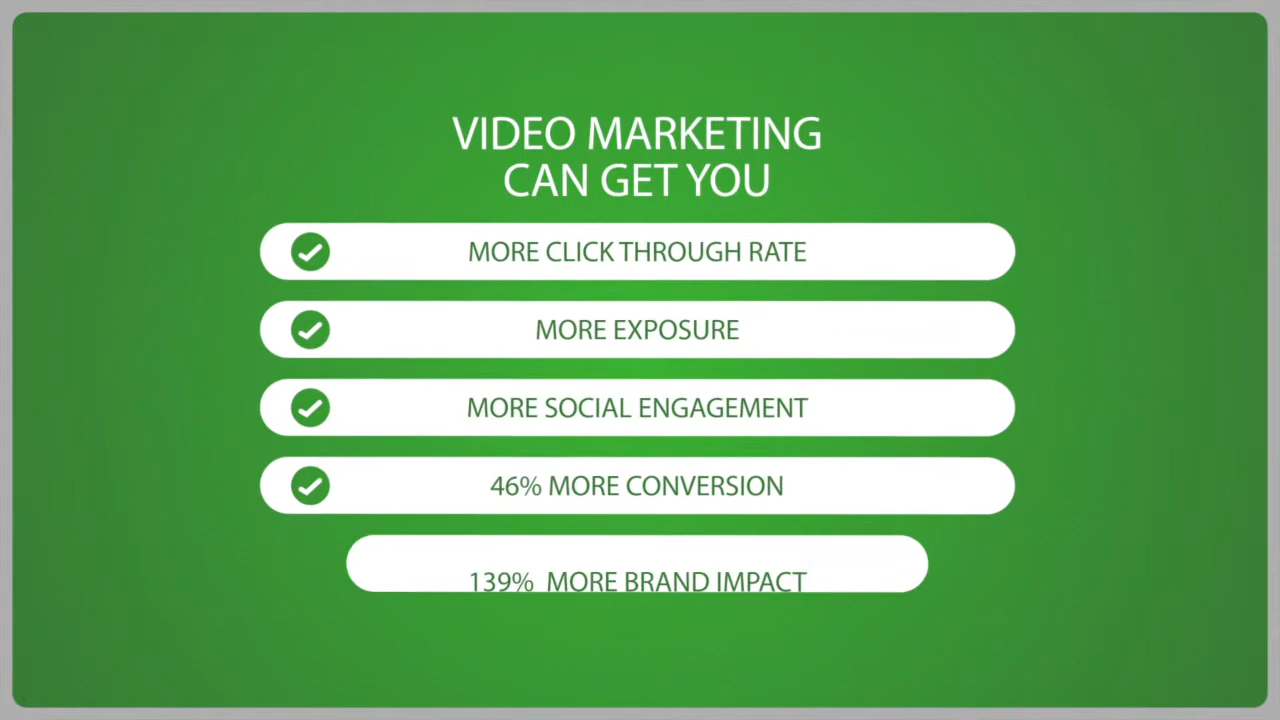 VIDEO MARKETING
CAN GET YOU
MORE CLICK THROUGH RATE
MORE EXPOSURE
MORE SOCIAL ENGAGEMENT
46% MORE CONVERSION
139% MORE BRAND IMPACT